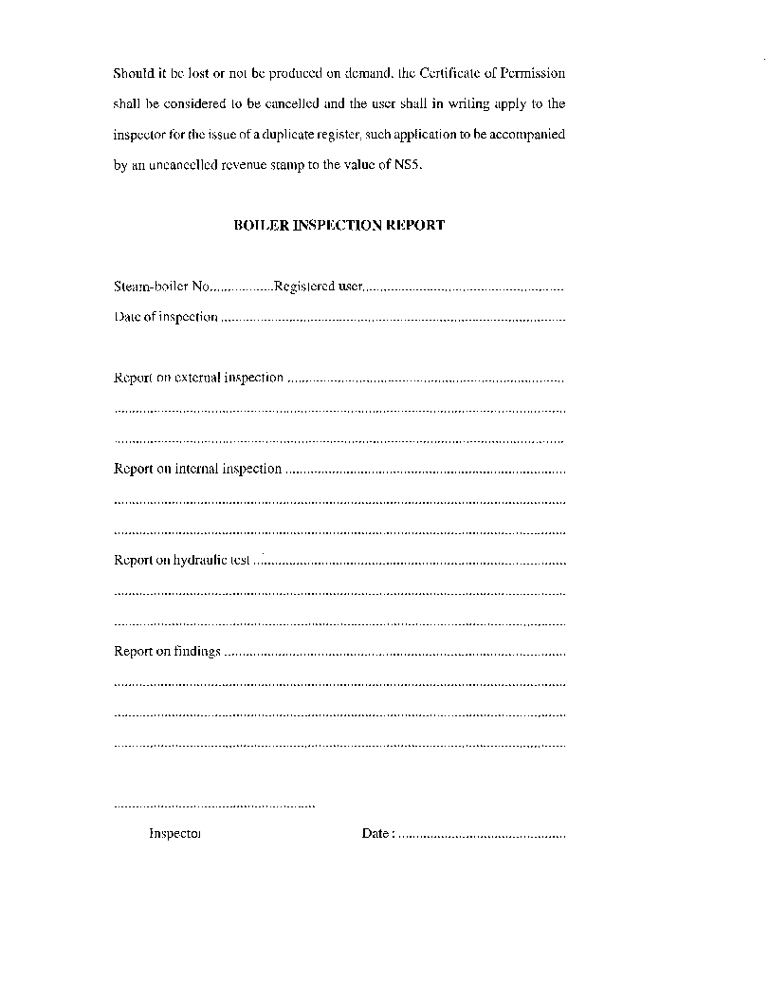 Should it be lost or not be produced on demand, the Certificate of Permission
shall be considered to be cancelled and the user shall in writing apply to the
inspector for the issue of a duplicate register, such application to be accompanied
by an uncancelled revenue stamp to the value of N$5.
BOILER INSPECTION REPORT
Steam-boiler No..................Registered user........................................................
Date of inspection ................................................................................................
Report on external inspection .............................................................................
..............................................................................................................................
..............................................................................................................................
Report on internal inspection ..............................................................................
..............................................................................................................................
..............................................................................................................................
Report on hydraulic test .......................................................................................
..............................................................................................................................
..............................................................................................................................
Report on findings ...............................................................................................
..............................................................................................................................
..............................................................................................................................
..............................................................................................................................
........................................................
Inspector Date : ...............................................